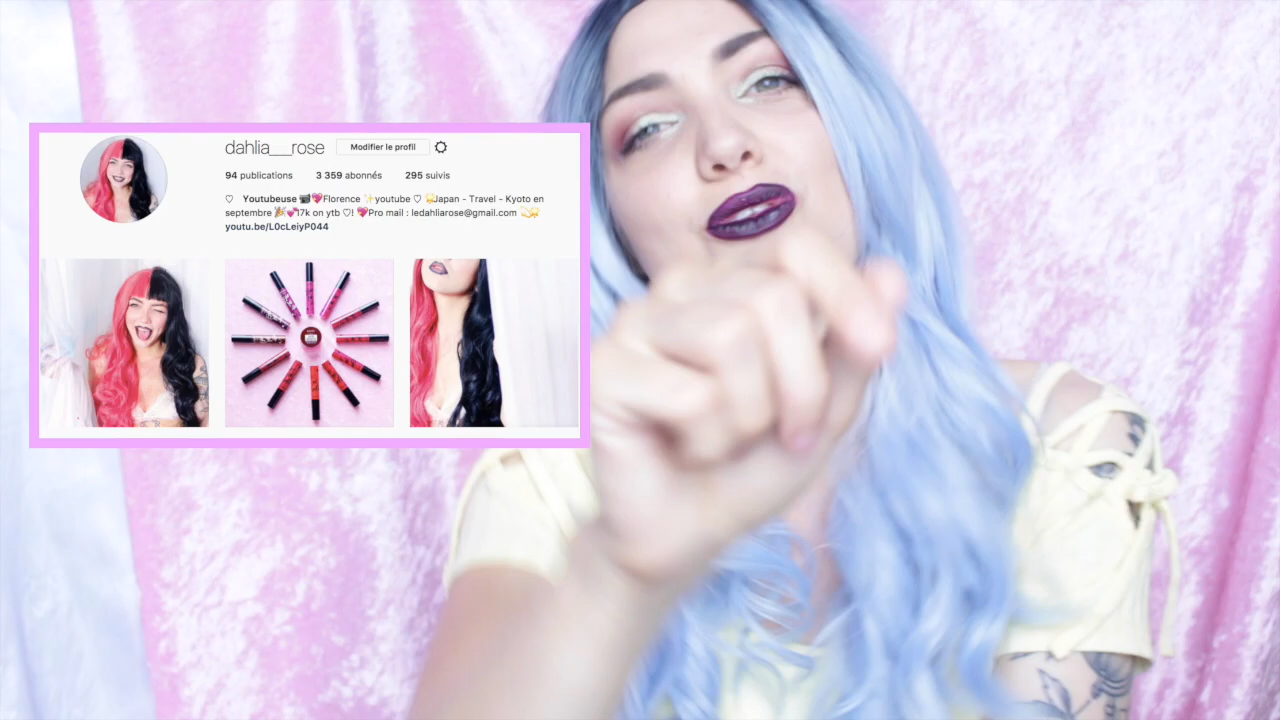 dahlia___rose Modifier le profil
94 publications 3 359 abonnés 295 suivis
♡ Youtubeuse 📹💖Florence ✨youtube ♡ 💫Japan - Travel - Kyoto en
septembre 🎉💕17k on ytb ♡! 💖Pro mail : ledahliarose@gmail.com 💫
youtu.be/L0cLeiyP044